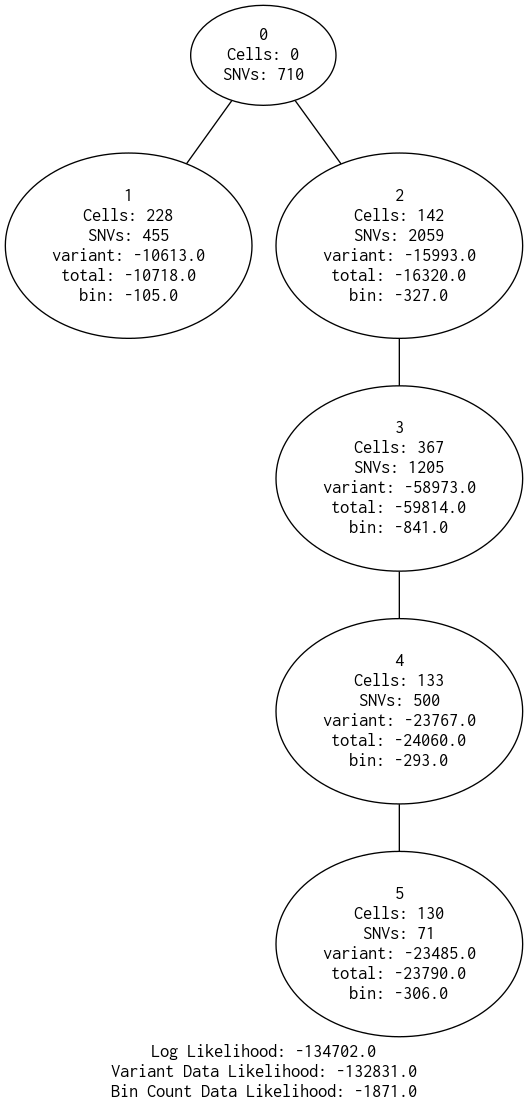 0
Cells: 0
SNVs: 710
1
Cells: 228
SNVs: 455
variant: -10613.0
total: -10718.0
bin: -105.0
2
Cells: 142
SNVs: 2059
variant: -15993.0
total: -16320.0
bin: -327.0
3
Cells: 367
SNVs: 1205
variant: -58973.0
total: -59814.0
bin: -841.0
4
Cells: 133
SNVs: 500
variant: -23767.0
total: -24060.0
bin: -293.0
5
Cells: 130
SNVs: 71
variant: -23485.0
total: -23790.0
bin: -306.0
Log Likelihood: -134702.0
Variant Data Likelihood: -132831.0
Bin Count Data Likelihood: -1871.0